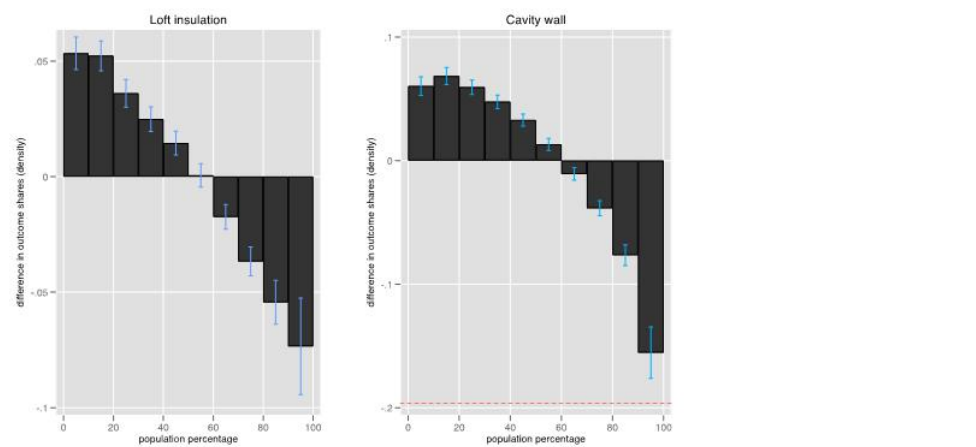 Loft insulation
difference in outcome shares (density)
.05
0
-.05
-.1
0 20 40 60 80 100
population percentage
Cavity wall
difference in outcome shares (density)
.1
0
-.1
-.2
0 20 40 60 80 100
population percentage